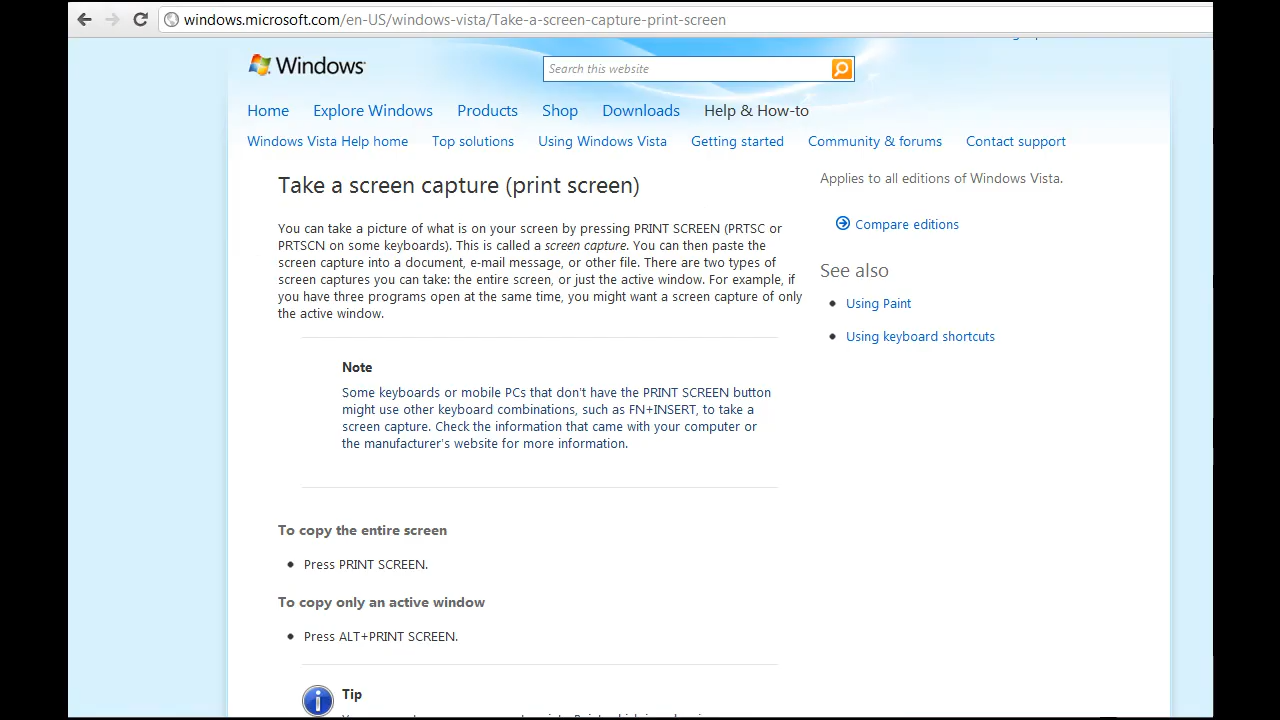 windows.microsoft.com/en-US/windows-vista/Take-a-screen-capture-print-screen
Windows
Search this website
Home Explore Windows Products Shop Downloads Help & How-to
Windows Vista Help home Top solutions Using Windows Vista Getting started Community & forums Contact support
Take a screen capture (print screen)
You can take a picture of what is on your screen by pressing PRINT SCREEN (PRTSC or
PRTSCN on some keyboards). This is called a screen capture. You can then paste the
screen capture into a document, e-mail message, or other file. There are two types of
screen captures you can take: the entire screen, or just the active window. For example, if
you have three programs open at the same time, you might want a screen capture of only
the active window.
Note
Some keyboards or mobile PCs that don't have the PRINT SCREEN button
might use other keyboard combinations, such as FN+INSERT, to take a
screen capture. Check the information that came with your computer or
the manufacturer's website for more information.
To copy the entire screen
Press PRINT SCREEN.
To copy only an active window
Press ALT+PRINT SCREEN.
Tip
Applies to all editions of Windows Vista.
Compare editions
See also
Using Paint
Using keyboard shortcuts